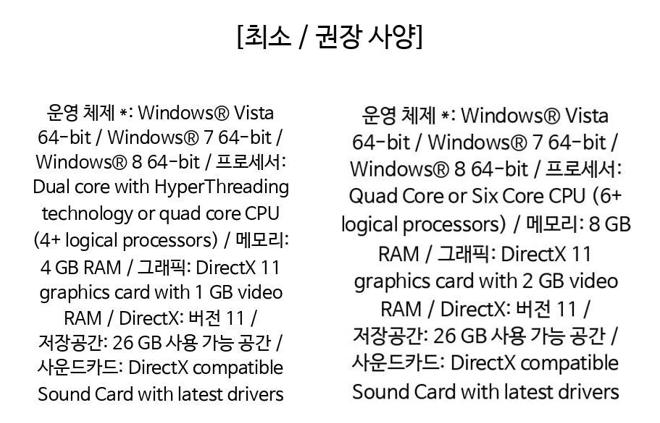 [최소 / 권장 사양]
운영 체제 *: Windows® Vista
64-bit / Windows® 7 64-bit /
Windows® 8 64-bit / 프로세서:
Dual core with HyperThreading
technology or quad core CPU
(4+ logical processors) / 메모리:
4 GB RAM / 그래픽: DirectX 11
graphics card with 1 GB video
RAM / DirectX: 버전 11 /
저장공간: 26 GB 사용 가능 공간 /
사운드카드: DirectX compatible
Sound Card with latest drivers
운영 체제 *: Windows® Vista
64-bit / Windows® 7 64-bit /
Windows® 8 64-bit / 프로세서:
Quad Core or Six Core CPU (6+
logical processors) / 메모리: 8 GB
RAM / 그래픽: DirectX 11
graphics card with 2 GB video
RAM / DirectX: 버전 11 /
저장공간: 26 GB 사용 가능 공간 /
사운드카드: DirectX compatible
Sound Card with latest drivers